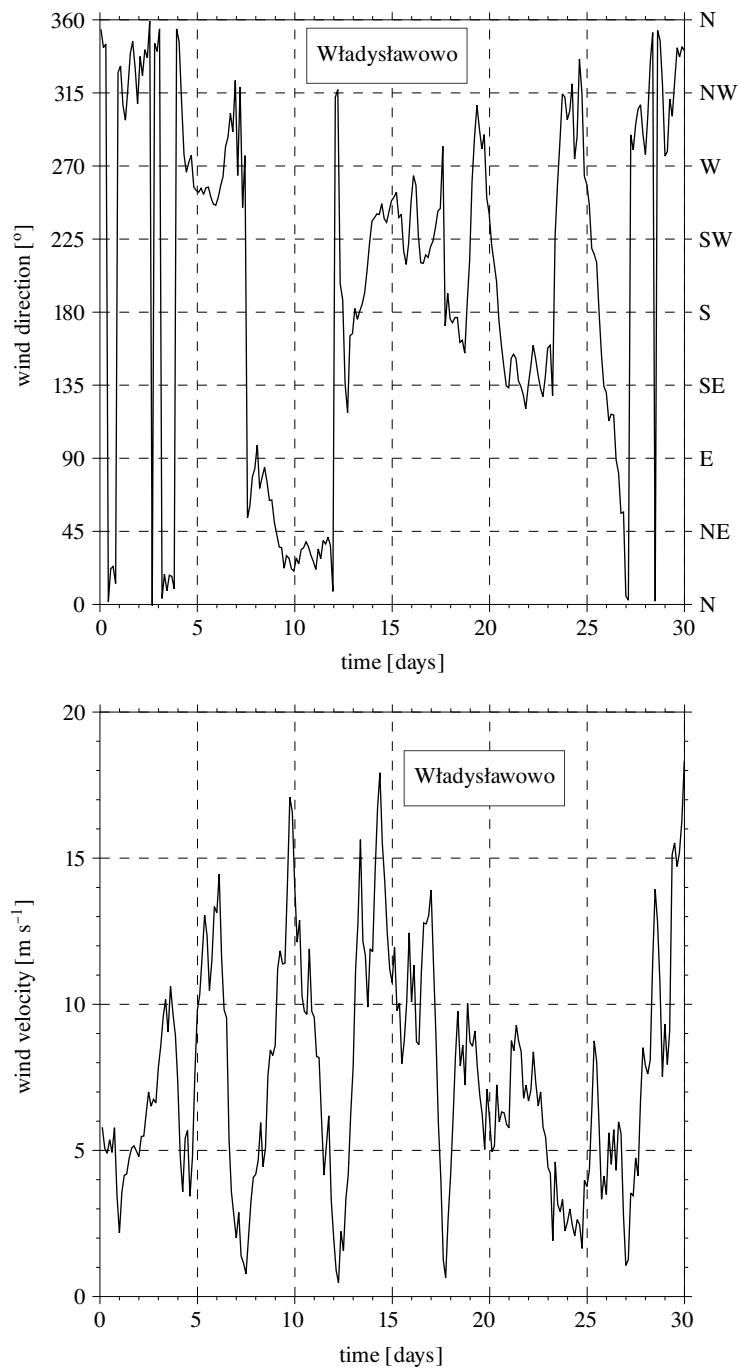 360
315
270
225
180
135
90
45
0
wind direction [°]
Władysławowo
N
NW
W
SW
S
SE
E
NE
N
0 5 10 15 20 25 30
time [days]
20
15
10
5
0
wind velocity [m s⁻¹]
Władysławowo
0 5 10 15 20 25 30
time [days]